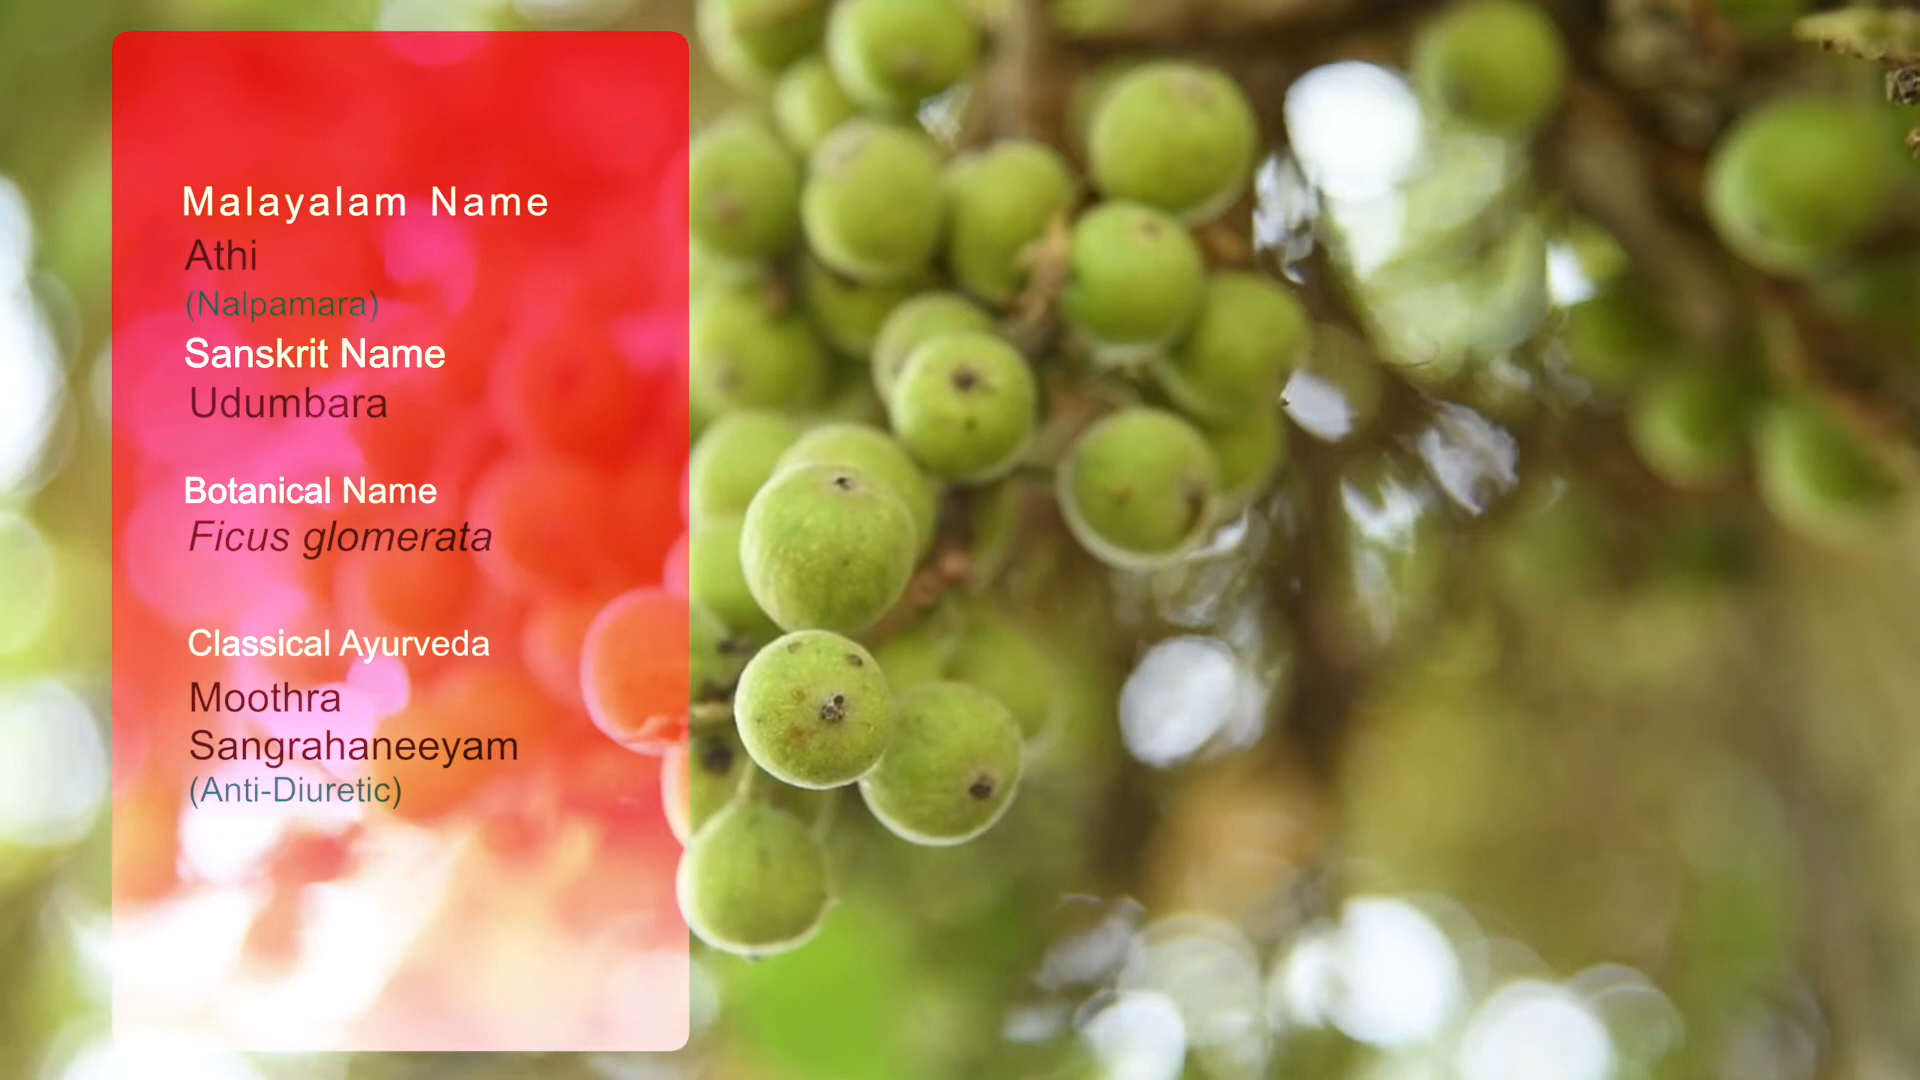 Malayalam Name
Athi
(Nalpamara)
Sanskrit Name
Udumbara
Botanical Name
Ficus glomerata
Classical Ayurveda
Moothra
Sangrahaneeyam
(Anti-Diuretic)